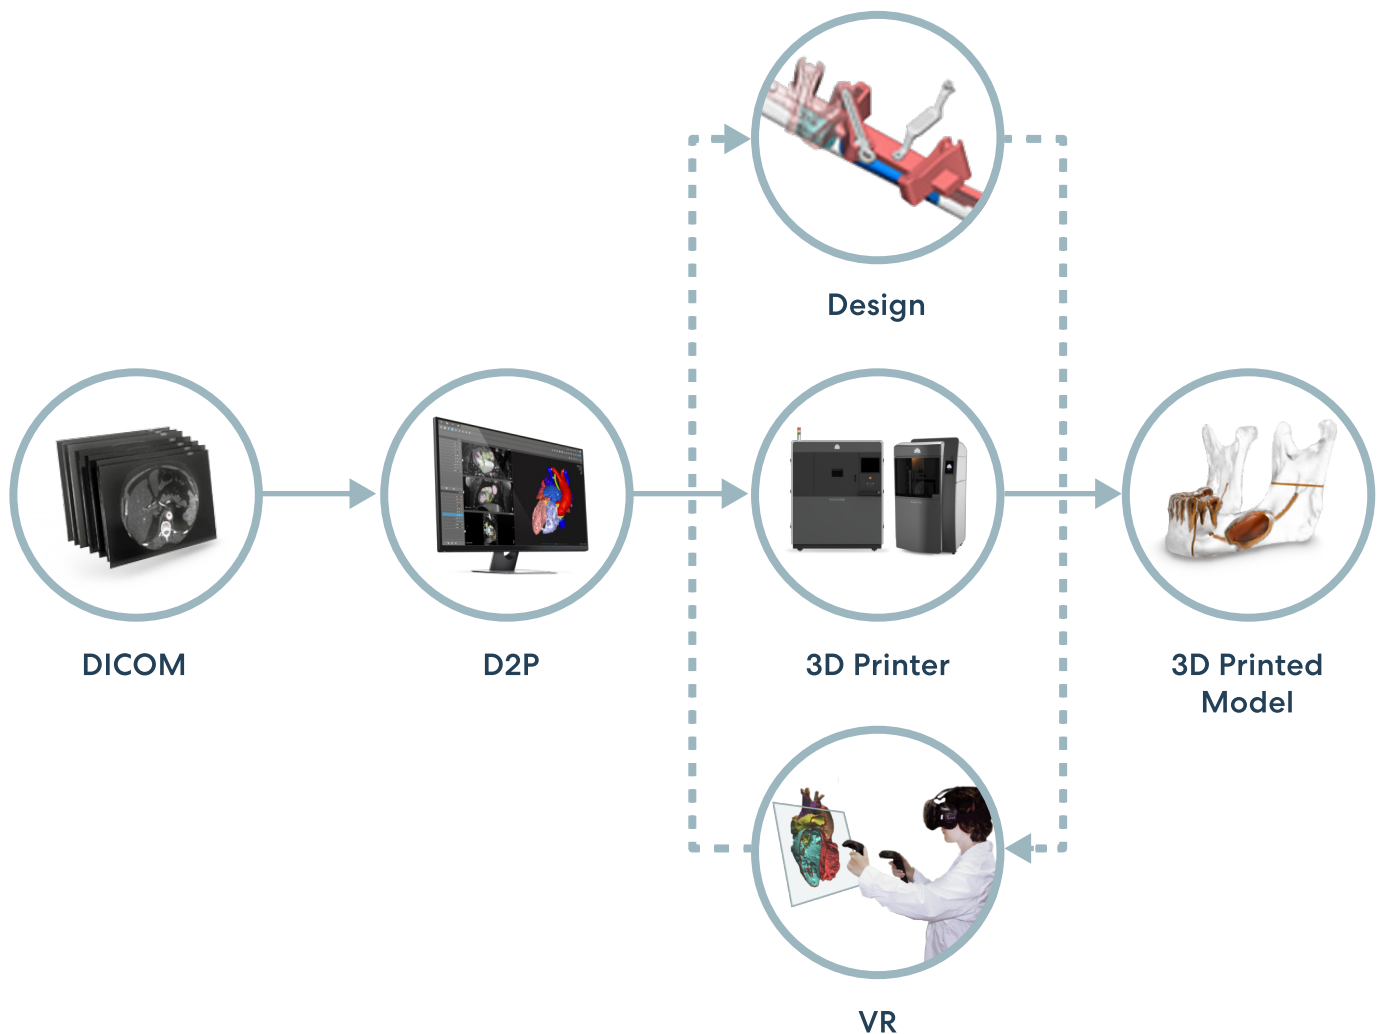 Design
DICOM
D2P
3D Printer
3D Printed
Model
VR